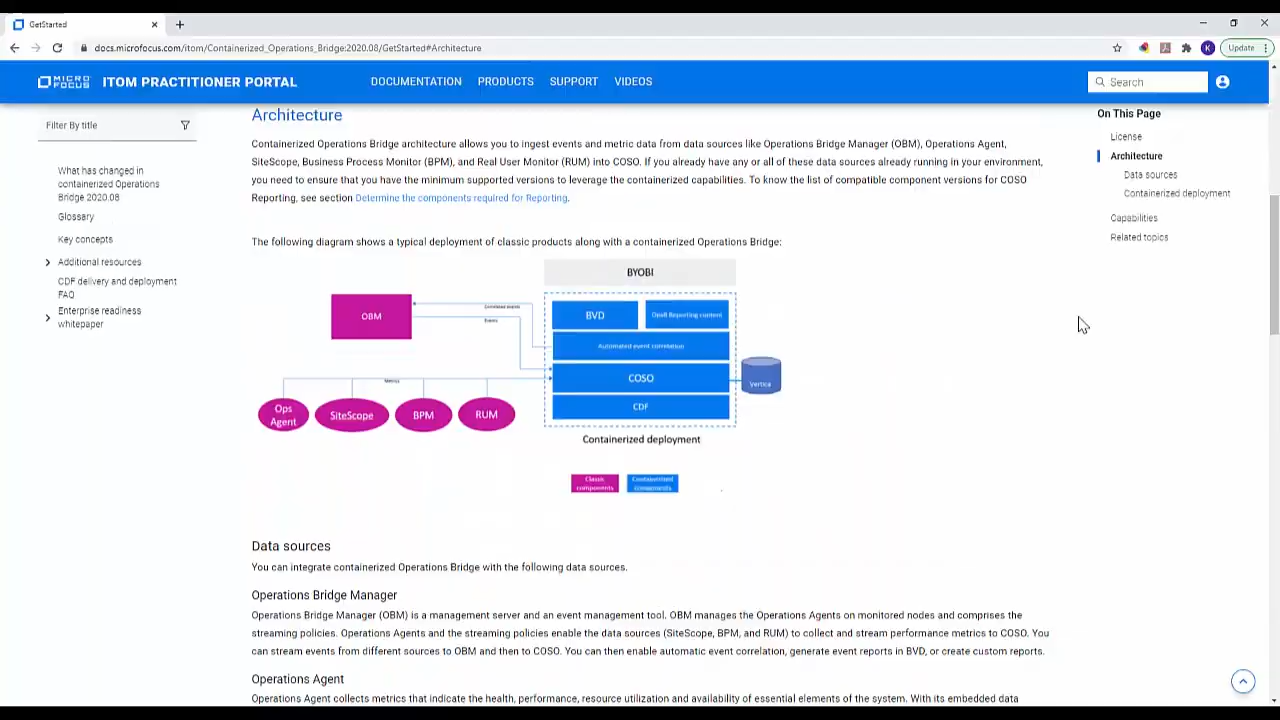 GetStarted
docs.microfocus.com/itom/Containerized_Operations_Bridge:2020.08/GetStarted#Architecture
K
Update
MICRO FOCUS
ITOM PRACTITIONER PORTAL
DOCUMENTATION
PRODUCTS
SUPPORT
VIDEOS
Search
Filter By title
What has changed in
containerized Operations
Bridge 2020.08
Glossary
Key concepts
Additional resources
CDF delivery and deployment
FAQ
Enterprise readiness
whitepaper
Architecture
Containerized Operations Bridge architecture allows you to ingest events and metric data from data sources like Operations Bridge Manager (OBM), Operations Agent,
SiteScope, Business Process Monitor (BPM), and Real User Monitor (RUM) into COSO. If you already have any or all of these data sources already running in your environment,
you need to ensure that you have the minimum supported versions to leverage the containerized capabilities. To know the list of compatible component versions for COSO
Reporting, see section Determine the components required for Reporting.
The following diagram shows a typical deployment of classic products along with a containerized Operations Bridge:
BYOBI
OBM
Correlated events
Events
BVD
OpsB Reporting content
Automated event correlation
COSO
CDF
Vertica
Metrics
Ops
Agent
SiteScope
BPM
RUM
Containerized deployment
Classic
components
Containerized
components
Data sources
You can integrate containerized Operations Bridge with the following data sources.
Operations Bridge Manager
Operations Bridge Manager (OBM) is a management server and an event management tool. OBM manages the Operations Agents on monitored nodes and comprises the
streaming policies. Operations Agents and the streaming policies enable the data sources (SiteScope, BPM, and RUM) to collect and stream performance metrics to COSO. You
can stream events from different sources to OBM and then to COSO. You can then enable automatic event correlation, generate event reports in BVD, or create custom reports.
Operations Agent
Operations Agent collects metrics that indicate the health, performance, resource utilization and availability of essential elements of the system. With its embedded data
On This Page
License
Architecture
Data sources
Containerized deployment
Capabilities
Related topics